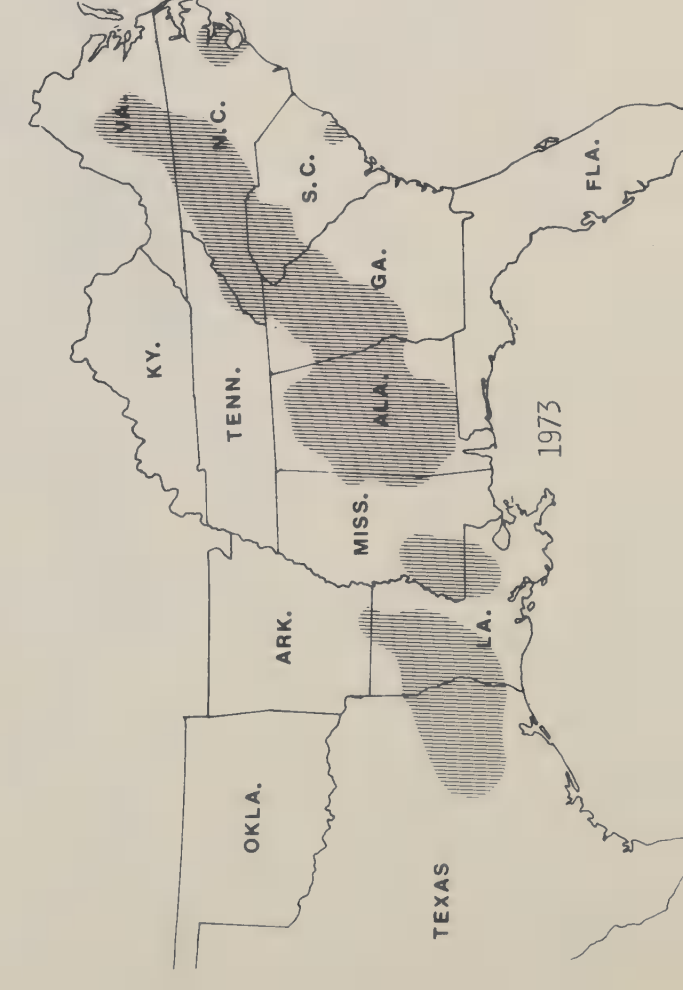 VA.
KY.
N.C.
TENN.
S.C.
OKLA.
ARK.
MISS.
ALA.
GA.
TEXAS
LA.
FLA.
1973